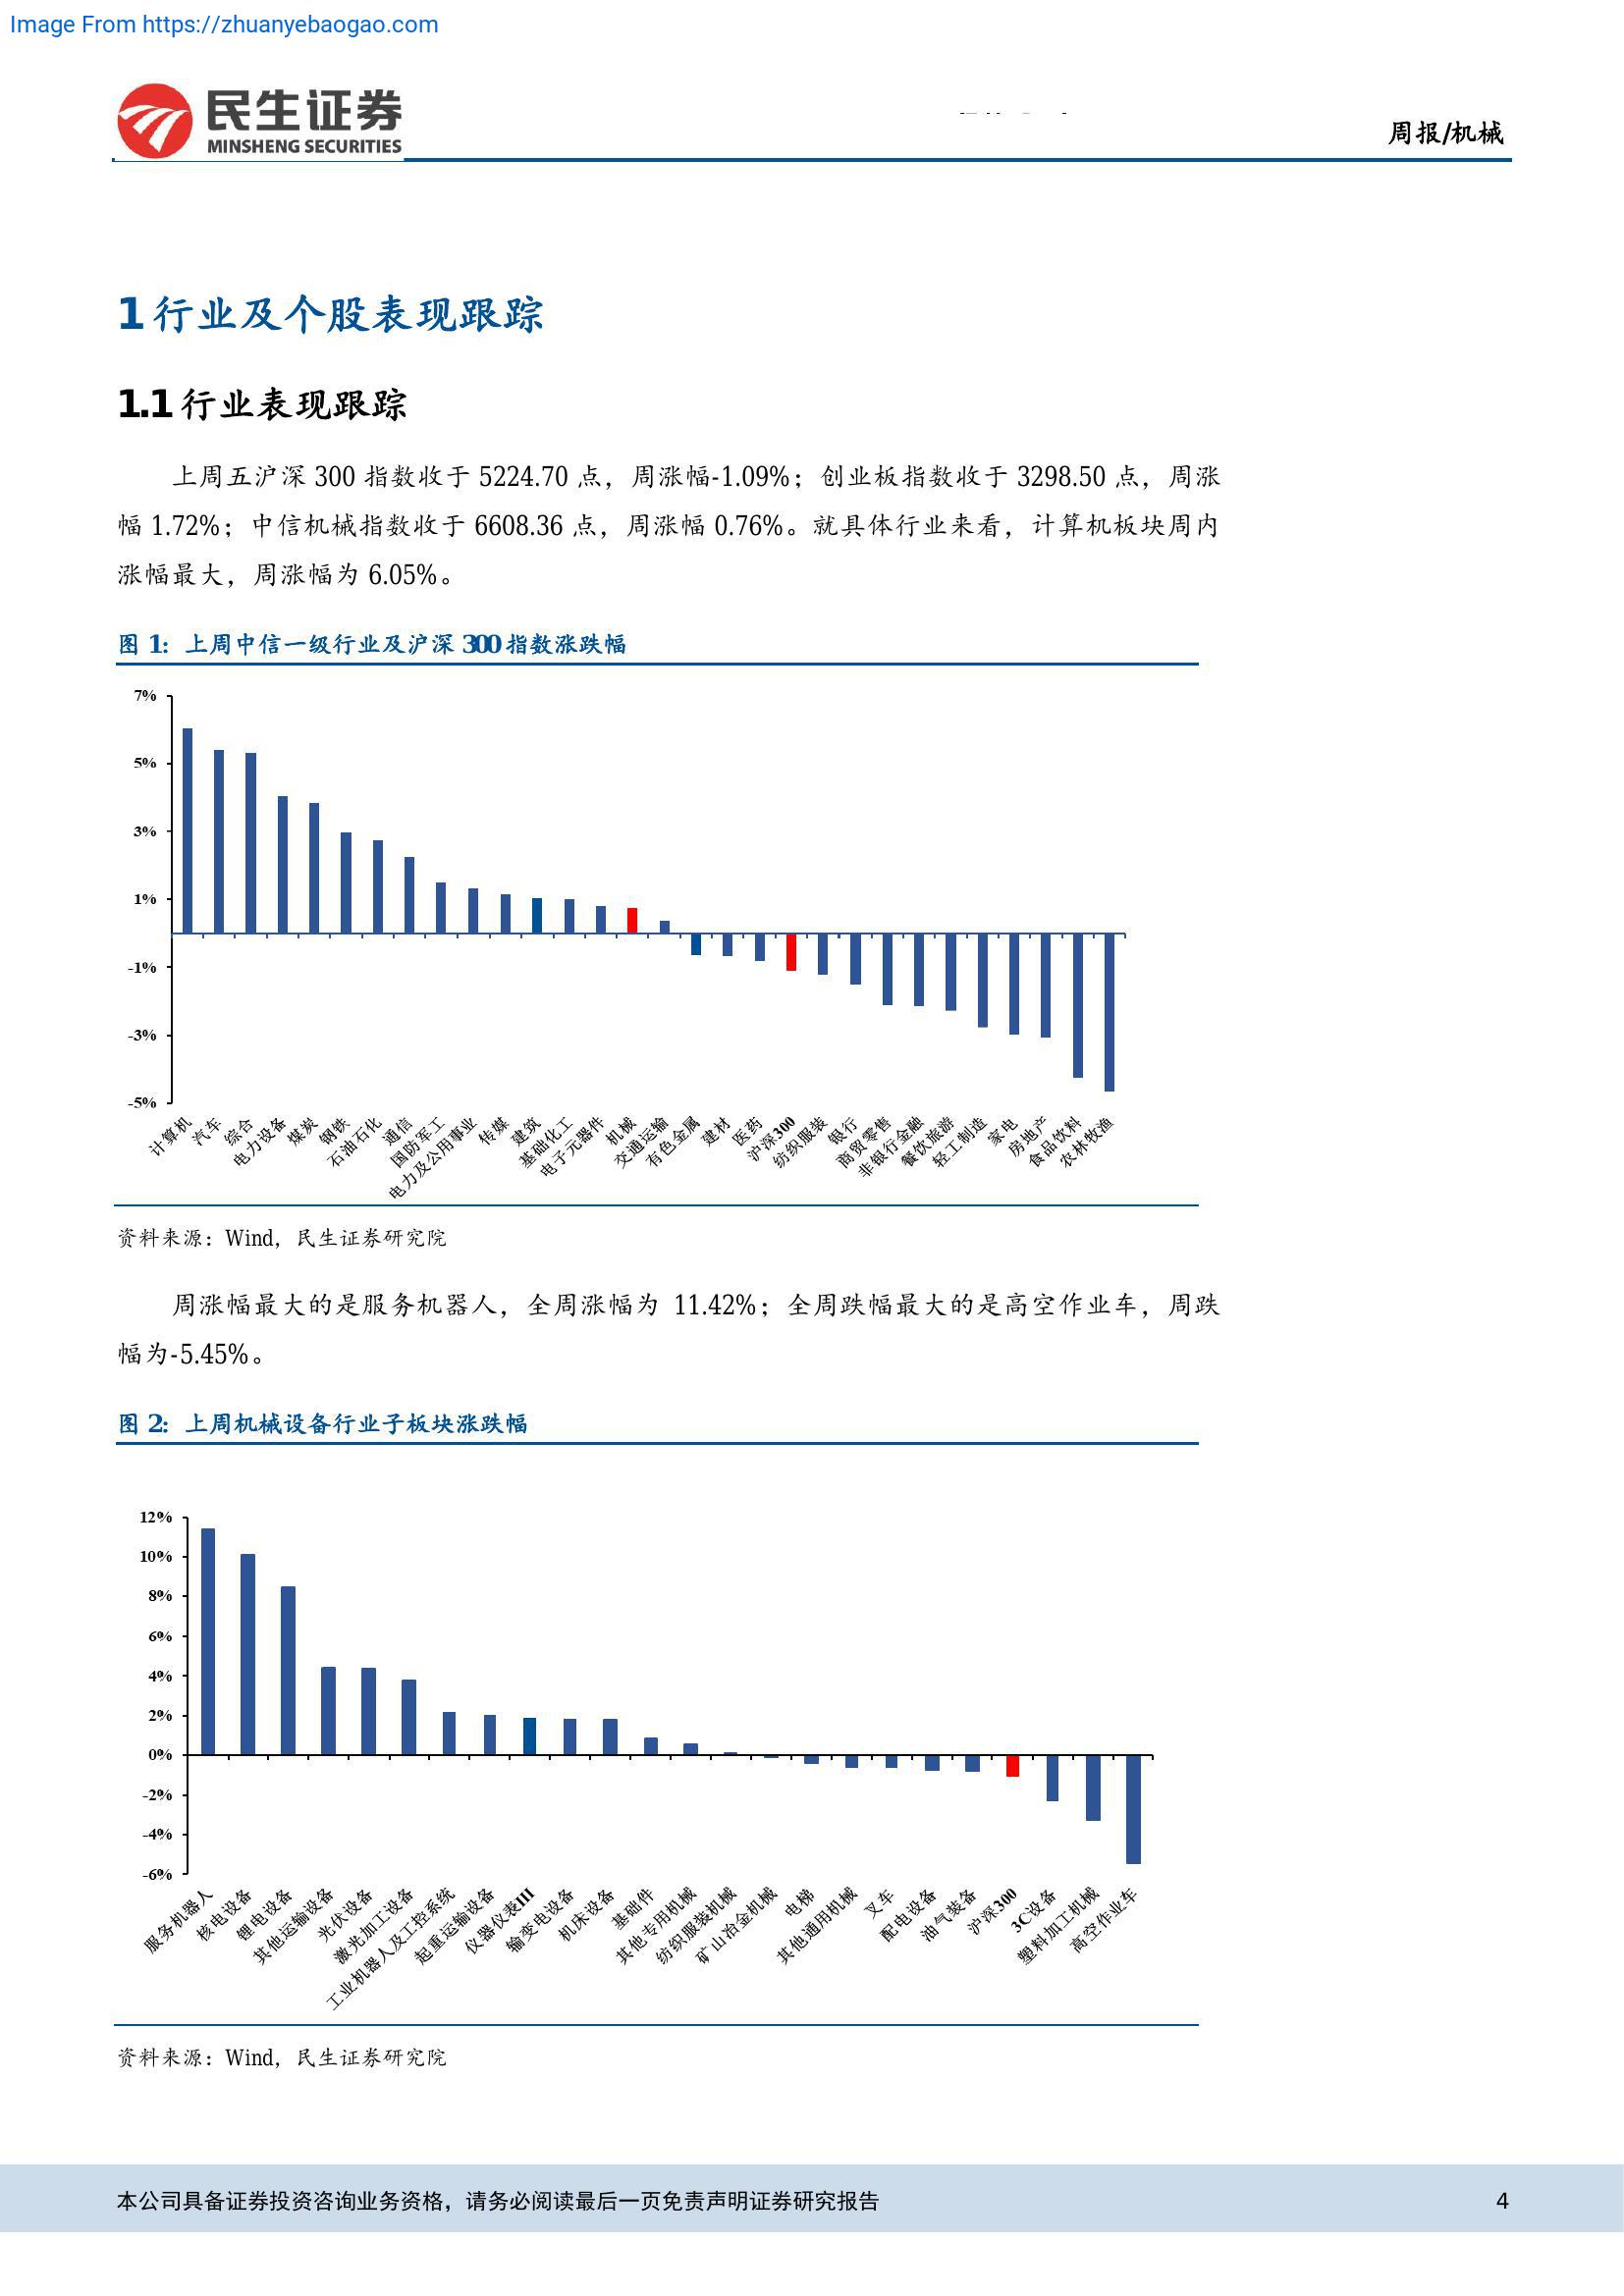 Image From https://zhuanyebaogao.com
民生证券
MINSHENG SECURITIES
周报/机械
1 行业及个股表现跟踪
1.1 行业表现跟踪
上周五沪深 300 指数收于 5224.70 点，周涨幅-1.09%；创业板指数收于 3298.50 点，周涨
幅 1.72%；中信机械指数收于 6608.36 点，周涨幅 0.76%。就具体行业来看，计算机板块周内
涨幅最大，周涨幅为 6.05%。
图 1：上周中信一级行业及沪深 300 指数涨跌幅
7%
5%
3%
1%
-1%
-3%
-5%
计算机
汽车
综合
电力设备
煤炭
钢铁
石油石化
通信
国防军工
电力及公用事业
传媒
建筑
基础化工
电子元器件
机械
交通运输
有色金属
建材
医药
沪深300
纺织服装
银行
商贸零售
非银行金融
餐饮旅游
轻工制造
家电
房地产
食品饮料
农林牧渔
资料来源：Wind，民生证券研究院
周涨幅最大的是服务机器人，全周涨幅为 11.42%；全周跌幅最大的是高空作业车，周跌
幅为-5.45%。
图 2：上周机械设备行业子板块涨跌幅
12%
10%
8%
6%
4%
2%
0%
-2%
-4%
-6%
服务机器人
核电设备
锂电设备
其他运输设备
光伏设备
激光加工设备
工业机器人及工控系统
起重运输设备
仪器仪表III
输变电设备
机床设备
基础件
其他专用机械
纺织服装机械
矿山冶金机械
电梯
其他通用机械
叉车
配电设备
油气装备
沪深300
3C设备
塑料加工机械
高空作业车
资料来源：Wind，民生证券研究院
本公司具备证券投资咨询业务资格，请务必阅读最后一页免责声明证券研究报告
4